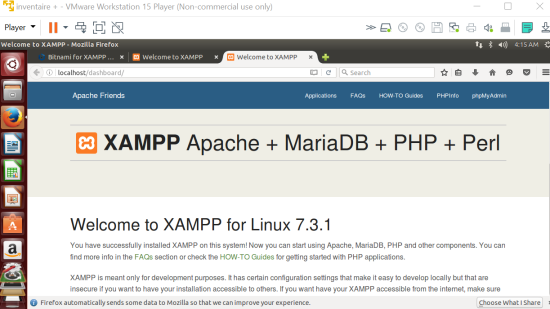 inventaire + - VMware Workstation 15 Player (Non-commercial use only)
Player
Welcome to XAMPP - Mozilla Firefox
4:15 AM
Bitnami for XAMPP ...
Welcome to XAMPP
Welcome to XAMPP
localhost/dashboard/
Search
Apache Friends
Applications
FAQs
HOW-TO Guides
PHPInfo
phpMyAdmin
XAMPP Apache + MariaDB + PHP + Perl
Welcome to XAMPP for Linux 7.3.1
You have successfully installed XAMPP on this system! Now you can start using Apache, MariaDB, PHP and other components. You can
find more info in the FAQs section or check the HOW-TO Guides for getting started with PHP applications.
XAMPP is meant only for development purposes. It has certain configuration settings that make it easy to develop locally but that are
insecure if you want to have your installation accessible to others. If you want have your XAMPP accessible from the internet, make sure
Firefox automatically sends some data to Mozilla so that we can improve your experience.
Choose What I Share